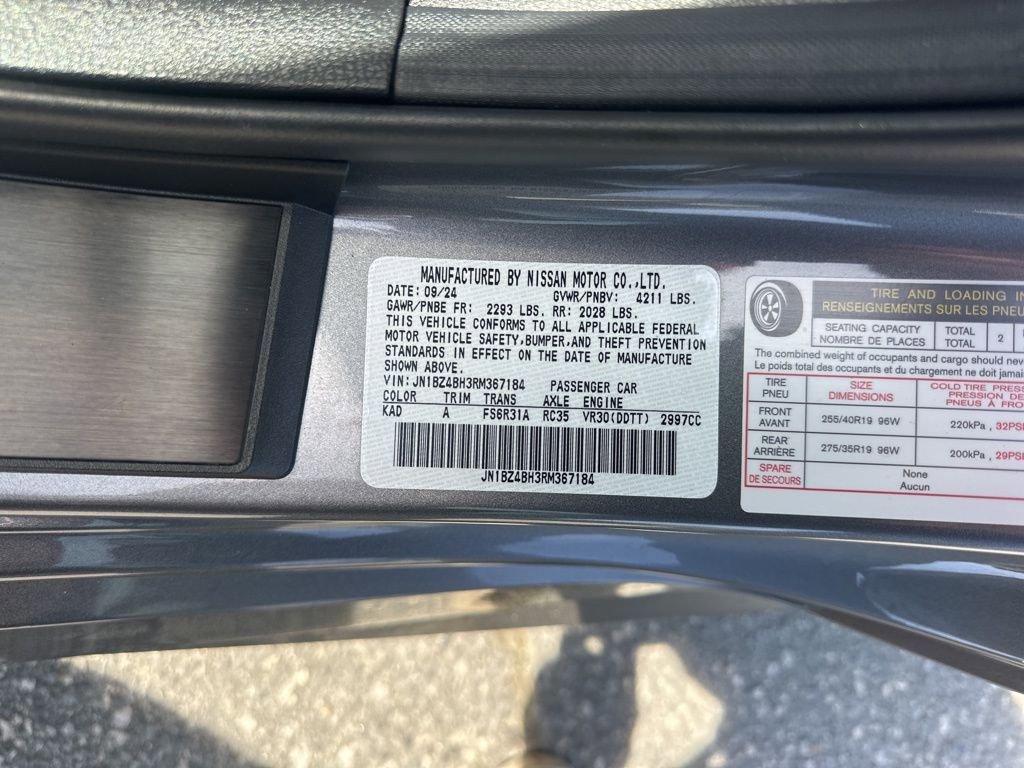 MANUFACTURED BY NISSAN MOTOR CO.,LTD.
DATE: 09/24 GVWR/PNBV: 4211 LBS.
GAWR/PNBE FR: 2293 LBS. RR: 2028 LBS.
THIS VEHICLE CONFORMS TO ALL APPLICABLE FEDERAL
MOTOR VEHICLE SAFETY,BUMPER,AND THEFT PREVENTION
STANDARDS IN EFFECT ON THE DATE OF MANUFACTURE
SHOWN ABOVE.
VIN: JN1BZ4BH3RM367184 PASSENGER CAR
COLOR TRIM TRANS AXLE ENGINE
KAD A FS6R31A RC35 VR30(DDTT) 2997CC
JN1BZ4BH3RM367184
TIRE AND LOADING IN
RENSEIGNEMENTS SUR LES PNEU
SEATING CAPACITY TOTAL 2
NOMBRE DE PLACES TOTAL
The combined weight of occupants and cargo should neve
Le poids total des occupants et du chargement ne doit jamais
TIRE SIZE COLD TIRE PRESS
PNEU DIMENSIONS PRESSION DE
PNEUS À FRO
FRONT 255/40R19 96W 220kPa , 32PSI
AVANT
REAR 275/35R19 96W 200kPa , 29PSI
ARRIÈRE
SPARE None
DE SECOURS Aucun